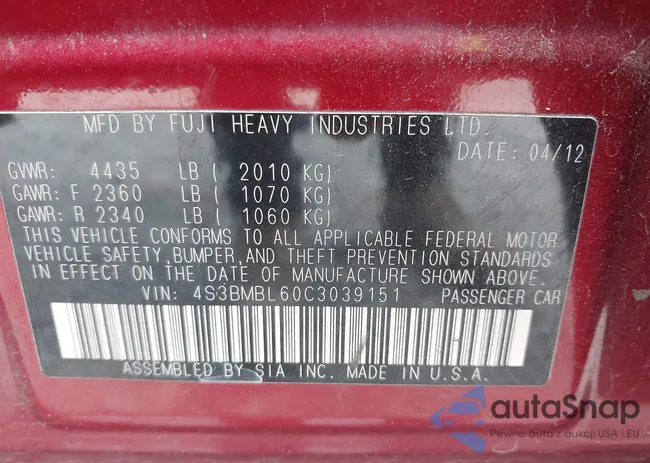 MFD BY FUJI HEAVY INDUSTRIES LTD.
DATE: 04/12
GVWR: 4435 LB ( 2010 KG)
GAWR: F 2360 LB ( 1070 KG)
GAWR: R 2340 LB ( 1060 KG)
THIS VEHICLE CONFORMS TO ALL APPLICABLE FEDERAL MOTOR
VEHICLE SAFETY, BUMPER, AND THEFT PREVENTION STANDARDS
IN EFFECT ON THE DATE OF MANUFACTURE SHOWN ABOVE.
VIN: 4S3BMBL60C3039151 PASSENGER CAR
ASSEMBLED BY SIA INC. MADE IN U.S.A.
autaSnap
Pewne auta z aukcji USA i EU